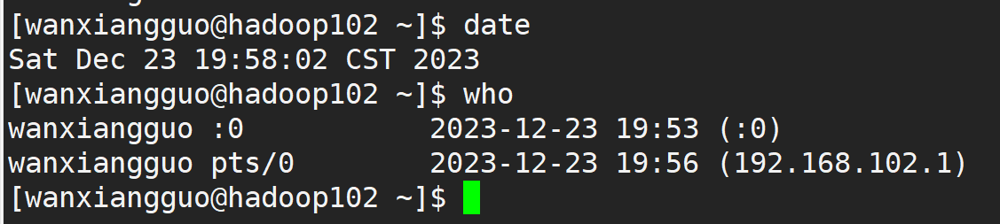 [wanxiangguo@hadoop102 ~]$ date
Sat Dec 23 19:58:02 CST 2023
[wanxiangguo@hadoop102 ~]$ who
wanxiangguo :0           2023-12-23 19:53 (:0)
wanxiangguo pts/0        2023-12-23 19:56 (192.168.102.1)
[wanxiangguo@hadoop102 ~]$